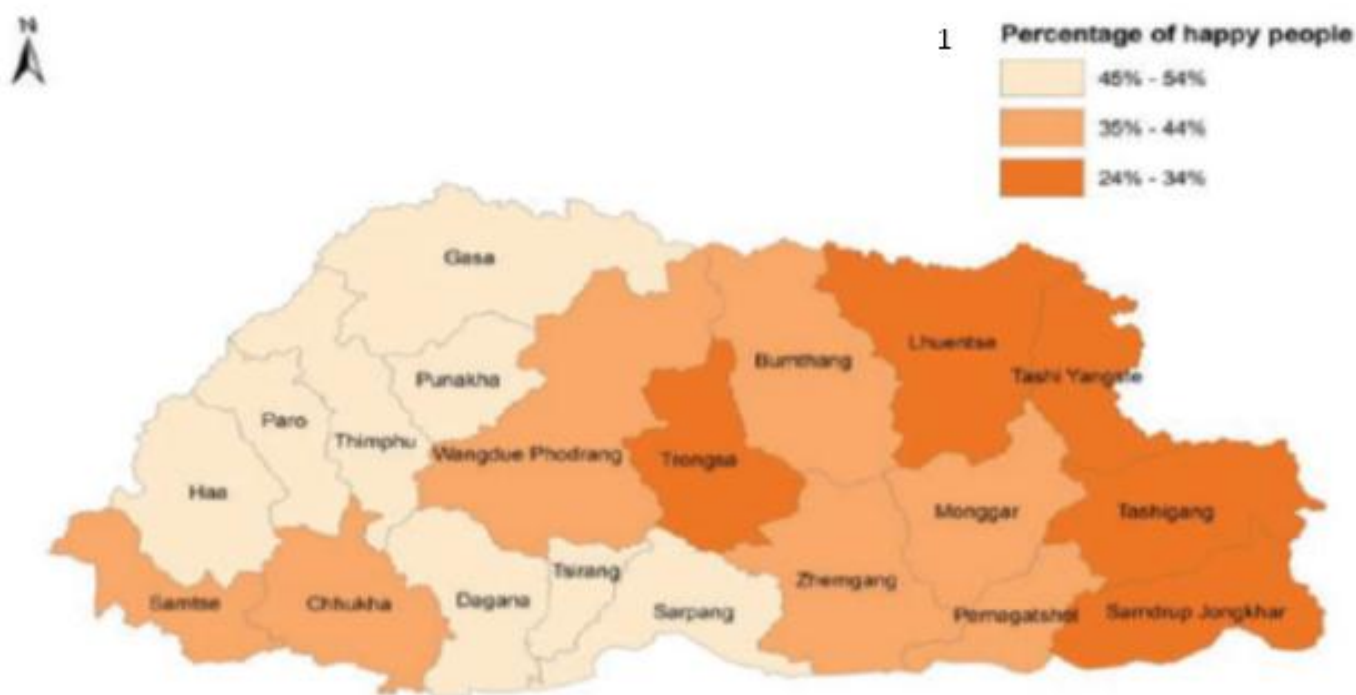 N
1
Percentage of happy people
45% - 54%
35% - 44%
24% - 34%
Gasa
Lhuentse
Bumthang
Tashi Yangste
Punakha
Paro
Thimphu
Wangdue Phodrang
Trongsa
Haa
Monggar
Tashigang
Tsirang
Zhemgang
Samtse
Chhukha
Dagana
Sarpang
Pemagatshel
Samdrup Jongkhar